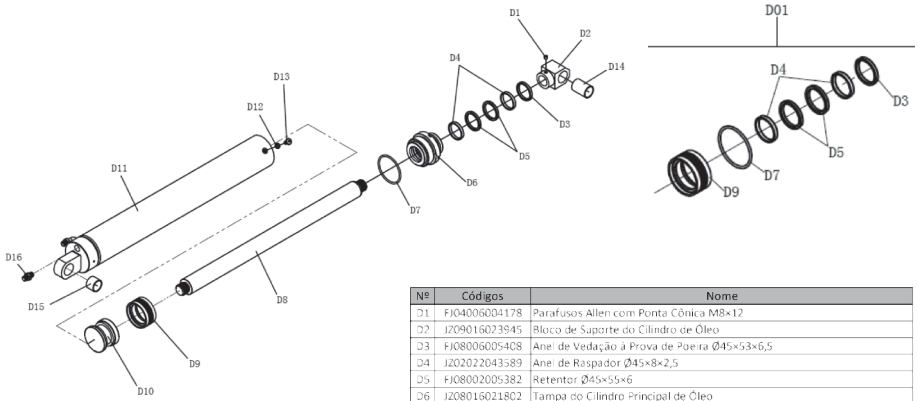 D1
D2
D01
D4
D14
D13
D12
D3
D5
D11
D6
D7
D16
D15
D8
D9
D10
D4
D3
D5
D7
D9
Nº Códigos Nome
D1 FJ04006004178 Parafusos Allen com Ponta Cônica M8×12
D2 JZ09016023945 Bloco de Suporte do Cilindro de Óleo
D3 FJ08006005408 Anel de Vedação à Prova de Poeira Ø45×53×6,5
D4 JZ02022043589 Anel de Raspador Ø45×8×2,5
D5 FJ08002005382 Retentor Ø45×55×6
D6 JZ08016021802 Tampa do Cilindro Principal de Óleo